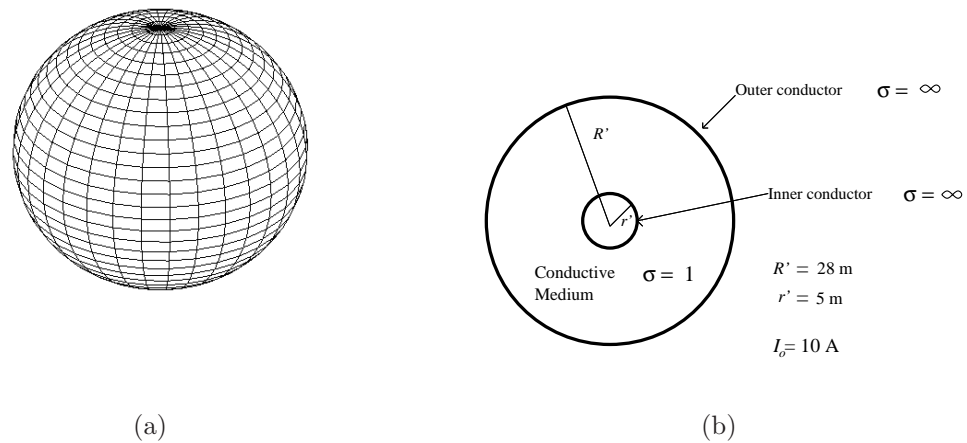 Outer conductor σ = ∞
R'
Inner conductor σ = ∞
r'
Conductive
Medium
σ = 1
R' = 28 m
r' = 5 m
I_o= 10 A
(a)
(b)